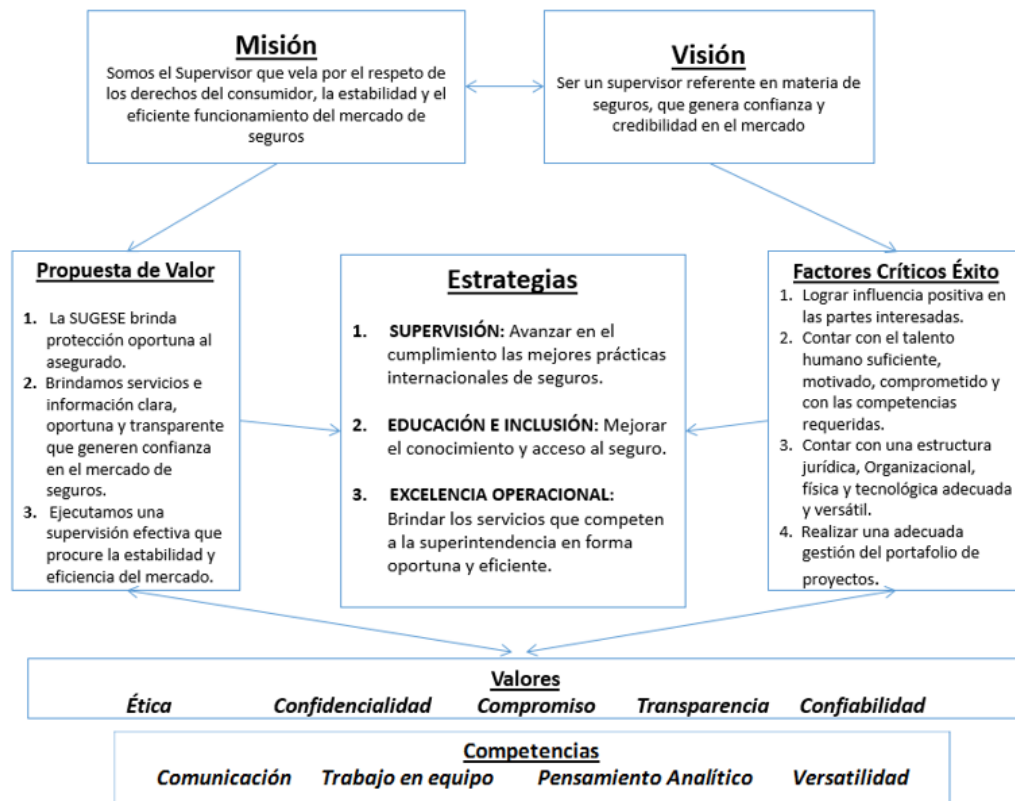 Misión
Somos el Supervisor que vela por el respeto de
los derechos del consumidor, la estabilidad y el
eficiente funcionamiento del mercado de
seguros
Visión
Ser un supervisor referente en materia de
seguros, que genera confianza y
credibilidad en el mercado
Propuesta de Valor
1. La SUGESE brinda
protección oportuna al
asegurado.
2. Brindamos servicios e
información clara,
oportuna y transparente
que generen confianza
en el mercado de
seguros.
3. Ejecutamos una
supervisión efectiva que
procure la estabilidad y
eficiencia del mercado.
Estrategias
1. SUPERVISIÓN: Avanzar en el
cumplimiento las mejores prácticas
internacionales de seguros.
2. EDUCACIÓN E INCLUSIÓN: Mejorar
el conocimiento y acceso al seguro.
3. EXCELENCIA OPERACIONAL:
Brindar los servicios que competen
a la superintendencia en forma
oportuna y eficiente.
Factores Críticos Éxito
1. Lograr influencia positiva en
las partes interesadas.
2. Contar con el talento
humano suficiente,
motivado, comprometido y
con las competencias
requeridas.
3. Contar con una estructura
jurídica, Organizacional,
física y tecnológica adecuada
y versátil.
4. Realizar una adecuada
gestión del portafolio de
proyectos.
Valores
Ética Confidencialidad Compromiso Transparencia Confiabilidad
Competencias
Comunicación Trabajo en equipo Pensamiento Analítico Versatilidad